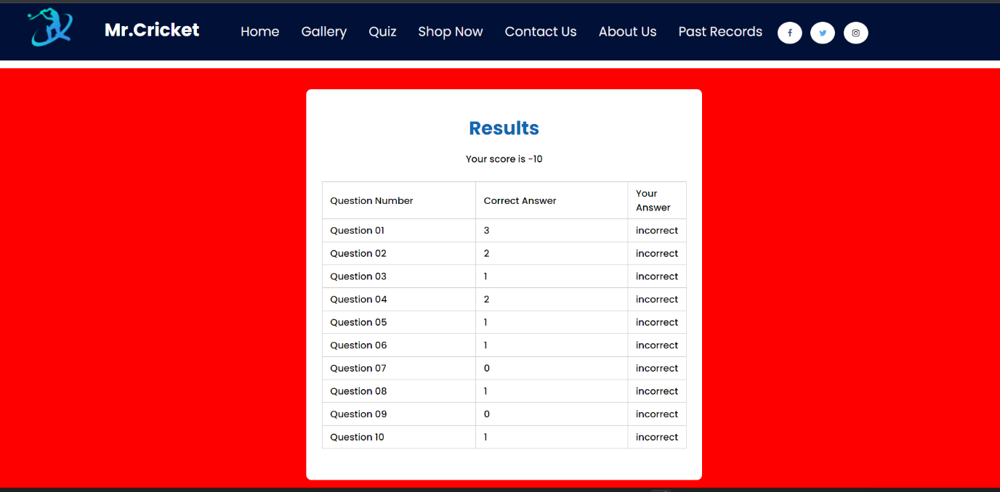 Mr.Cricket Home Gallery Quiz Shop Now Contact Us About Us Past Records
Results
Your score is -10
Question Number Correct Answer Your Answer
Question 01 3 incorrect
Question 02 2 incorrect
Question 03 1 incorrect
Question 04 2 incorrect
Question 05 1 incorrect
Question 06 1 incorrect
Question 07 0 incorrect
Question 08 1 incorrect
Question 09 0 incorrect
Question 10 1 incorrect